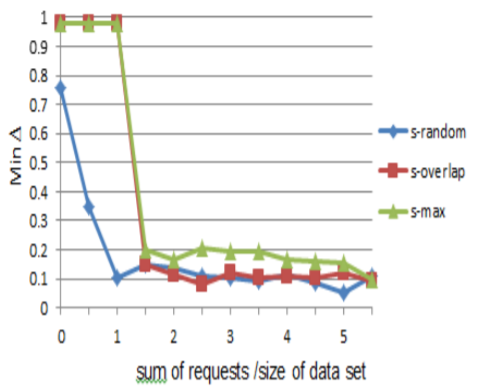 1
0.9
0.8
0.7
0.6
0.5
0.4
0.3
0.2
0.1
0
Min Δ
0 1 2 3 4 5
sum of requests /size of data set
s-random
s-overlap
s-max